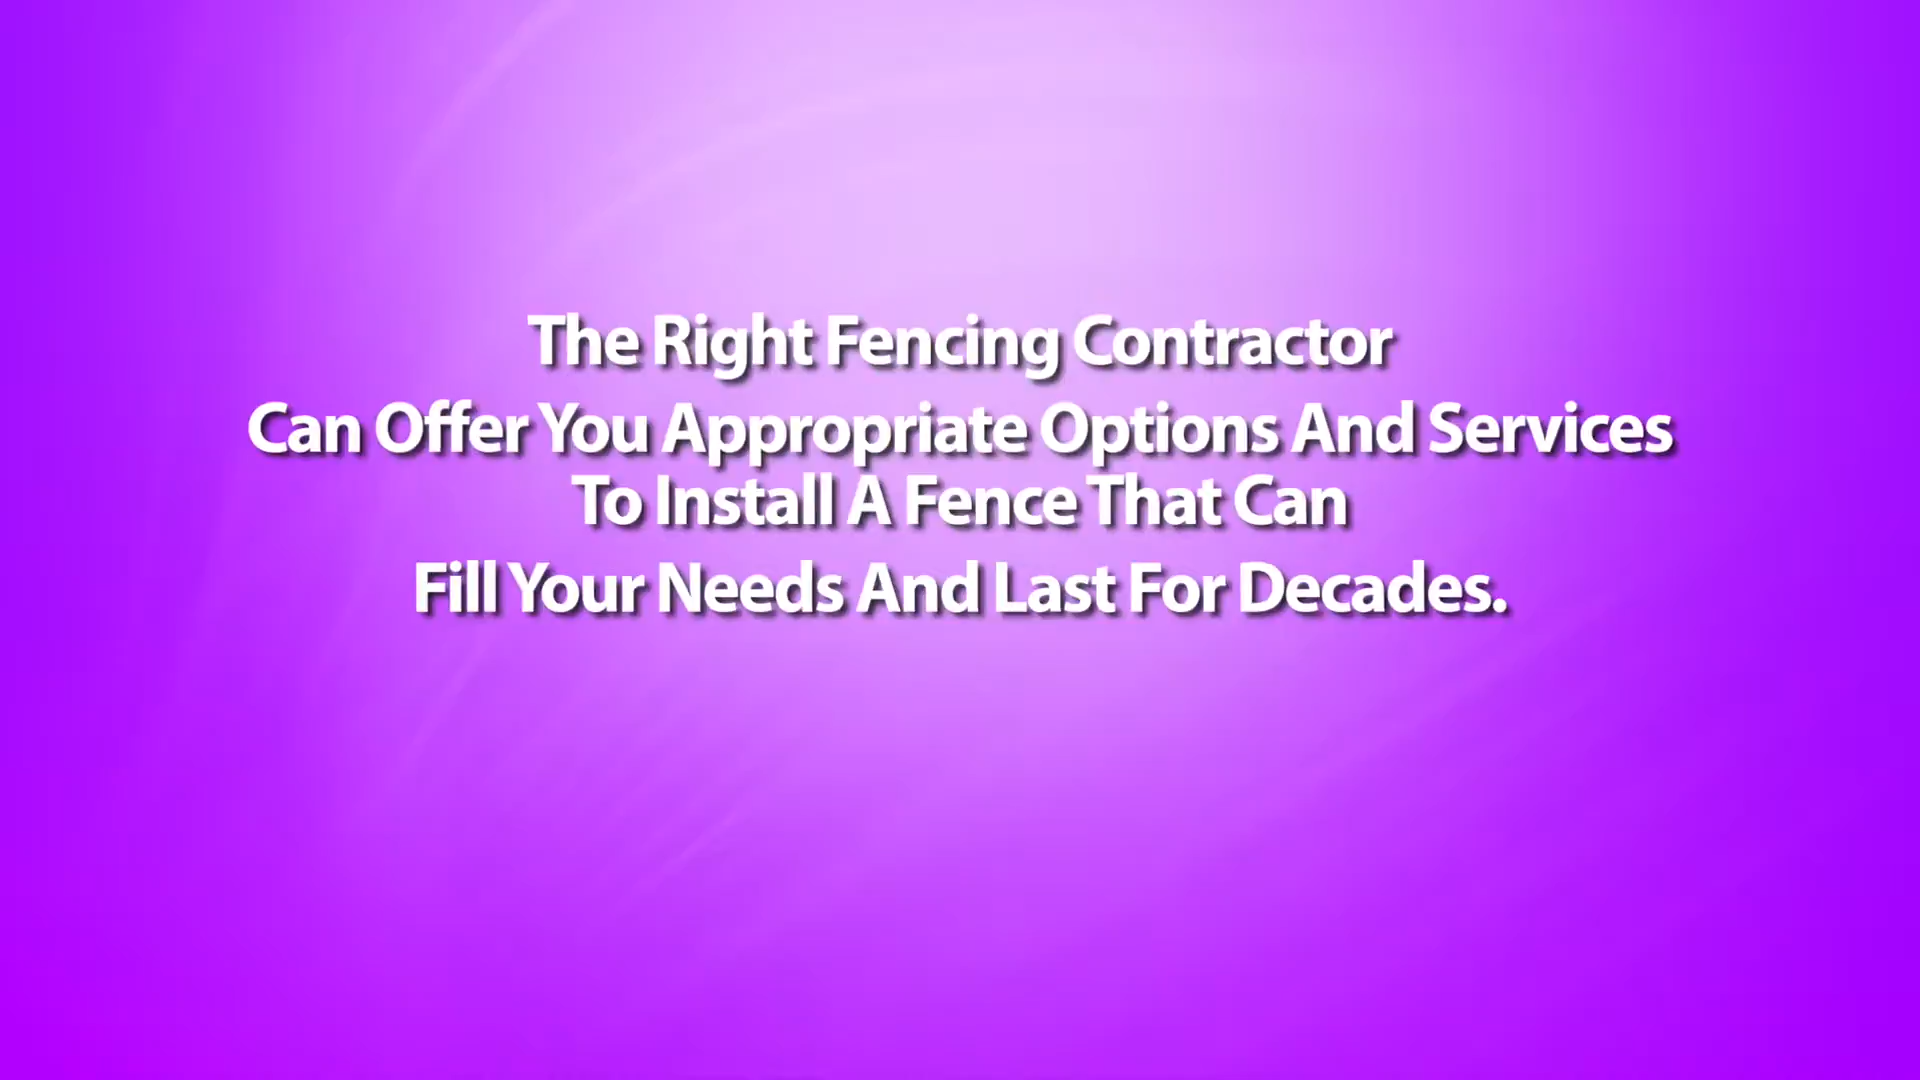 The Right Fencing Contractor
Can Offer You Appropriate Options And Services
To Install A Fence That Can
Fill Your Needs And Last For Decades.